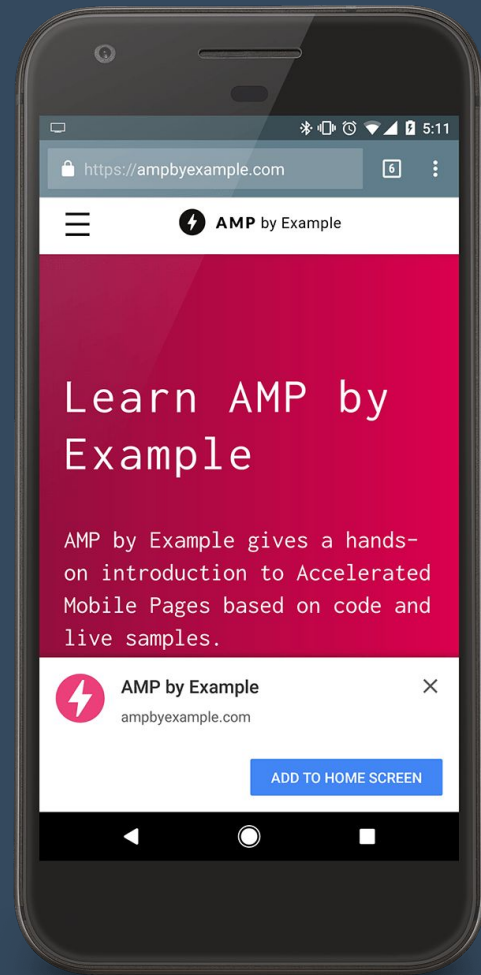 5:11
https://ampbyexample.com
6
AMP by Example
Learn AMP by
Example
AMP by Example gives a hands-
on introduction to Accelerated
Mobile Pages based on code and
live samples.
AMP by Example
ampbyexample.com
ADD TO HOME SCREEN